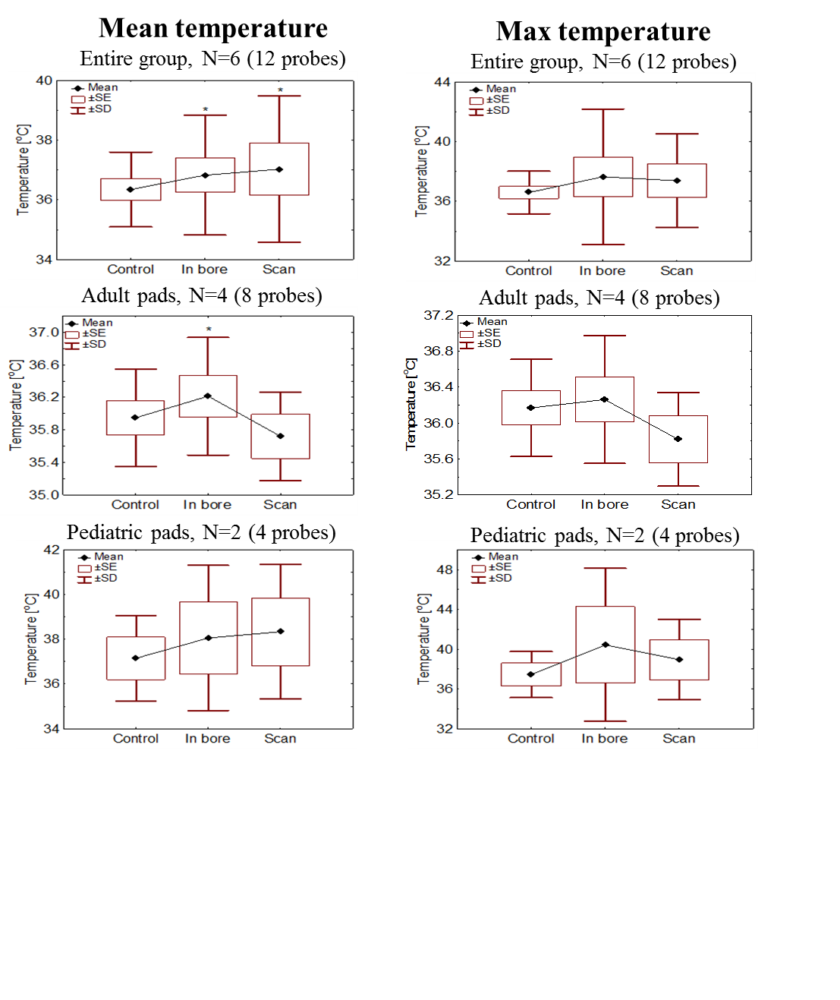 Mean temperature
Entire group, N=6 (12 probes)
40
38
36
34
Temperature [°C]
Mean
±SE
±SD
*
*
Control In bore Scan
Max temperature
Entire group, N=6 (12 probes)
44
40
36
32
Temperature [°C]
Mean
±SE
±SD
Control In bore Scan
Adult pads, N=4 (8 probes)
37.0
36.6
36.2
35.8
35.4
35.0
Temperature [°C]
Mean
±SE
±SD
*
Control In bore Scan
Adult pads, N=4 (8 probes)
37.2
36.8
36.4
36.0
35.6
35.2
Temperature [°C]
Mean
±SE
±SD
Control In bore Scan
Pediatric pads, N=2 (4 probes)
42
40
38
36
34
Temperature [°C]
Mean
±SE
±SD
Control In bore Scan
Pediatric pads, N=2 (4 probes)
48
44
40
36
32
Temperature [°C]
Mean
±SE
±SD
Control In bore Scan